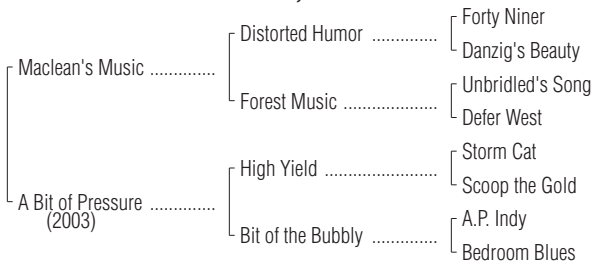 Forty Niner
Distorted Humor ..............
Danzig's Beauty
Maclean's Music ..............
Unbridled's Song
Forest Music ....................
Defer West
Storm Cat
High Yield ........................
Scoop the Gold
A Bit of Pressure ..............
(2003)
A.P. Indy
Bit of the Bubbly ..............
Bedroom Blues